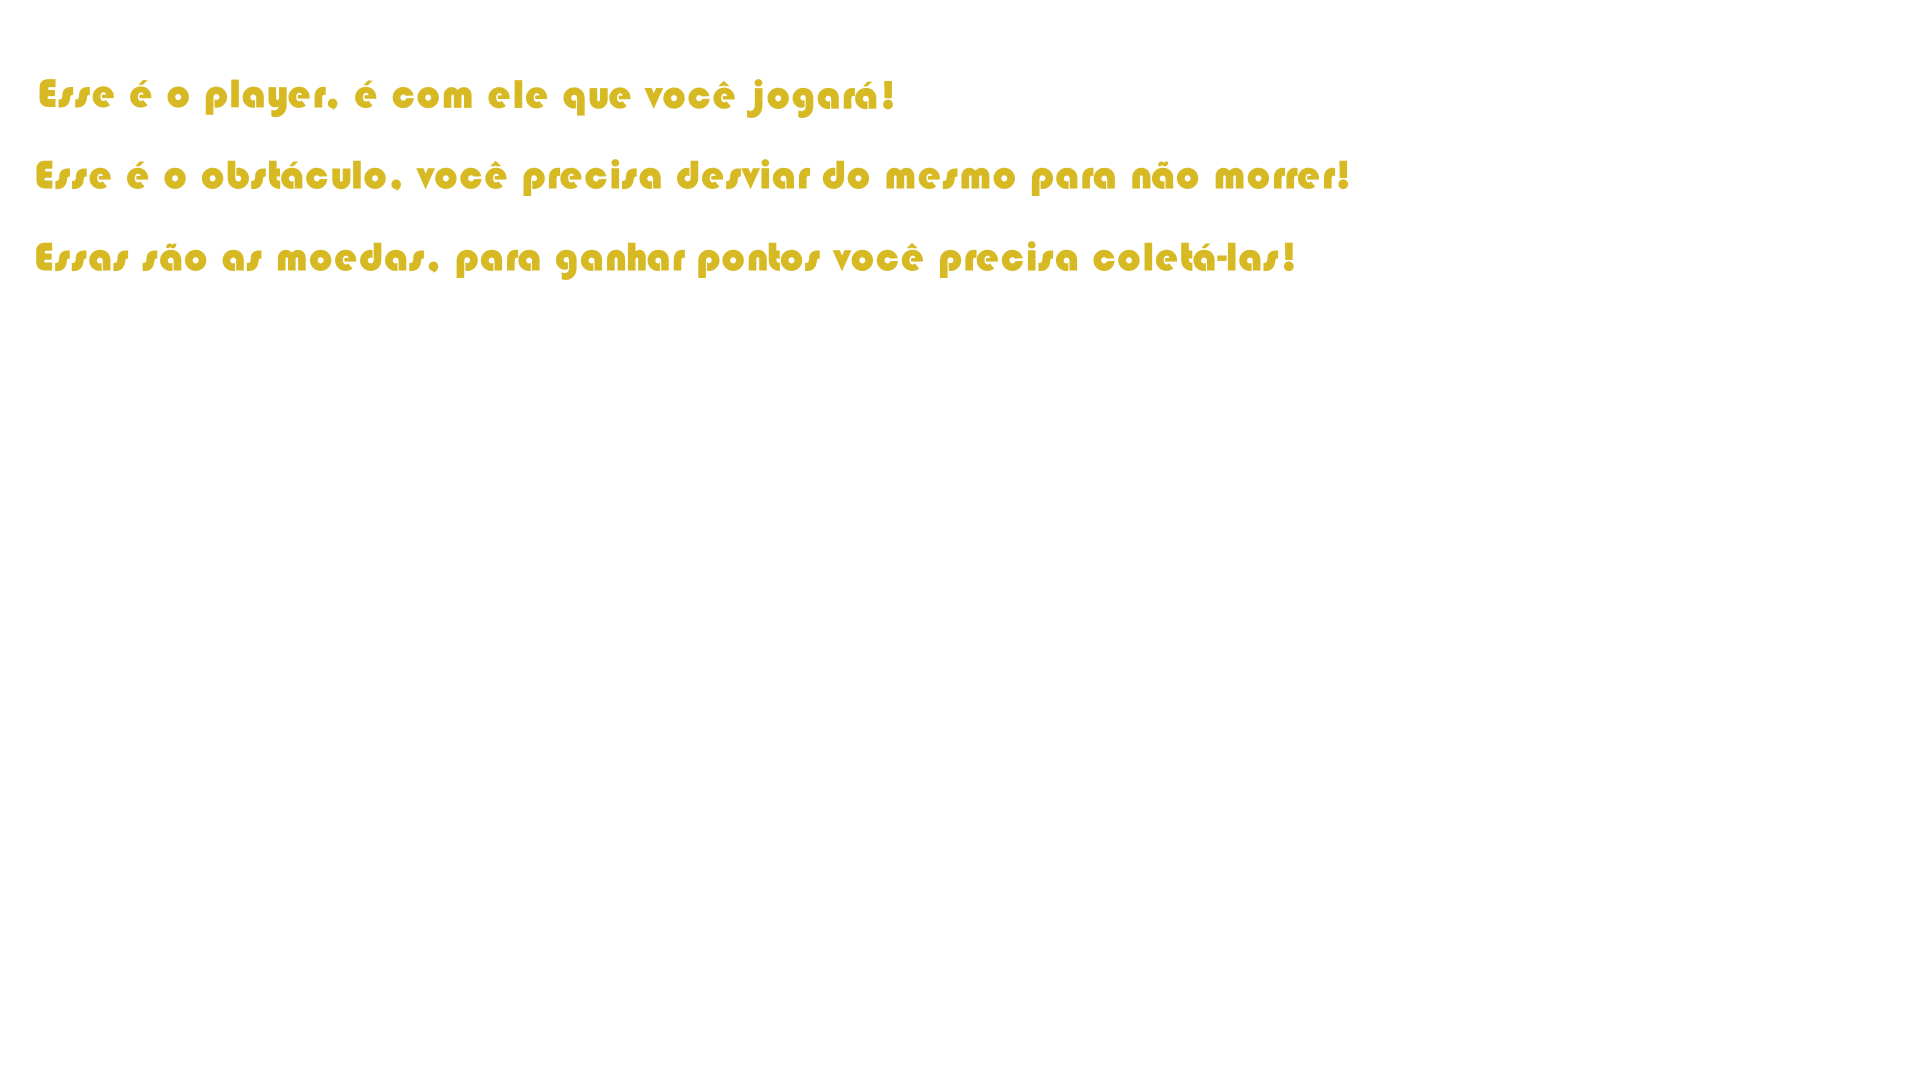 Esse é o player, é com ele que você jogará!
Esse é o obstáculo, você precisa desviar do mesmo para não morrer!
Essas são as moedas, para ganhar pontos você precisa coletá-las!